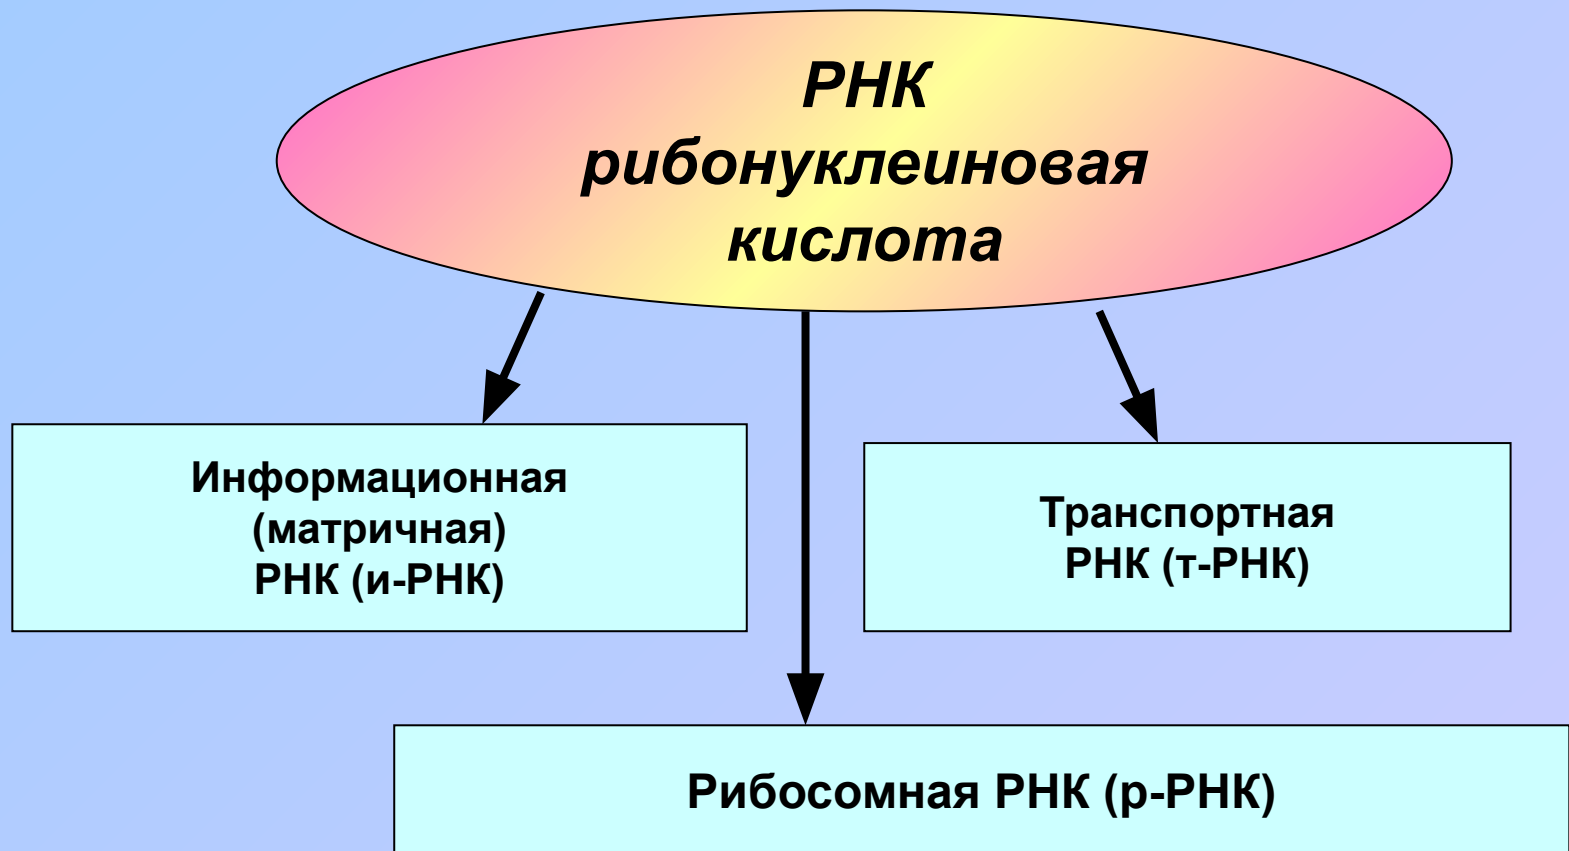 РНК
рибонуклеиновая
кислота
Информационная
(матричная)
РНК (и-РНК)
Транспортная
РНК (т-РНК)
Рибосомная РНК (р-РНК)